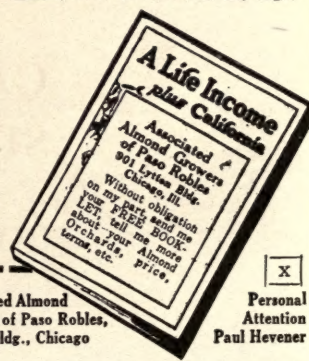 A Life Income
plus California
Associated
Almond Growers
of Paso Robles
901 Lytton Bldg.
Chicago, Ill.
Without obligation
on my part, send me
your FREE BOOK-
LET, tell me more
about your Almond
Orchards, price,
terms, etc.
ed Almond
of Paso Robles,
ldg., Chicago
x
Personal
Attention
Paul Hevener